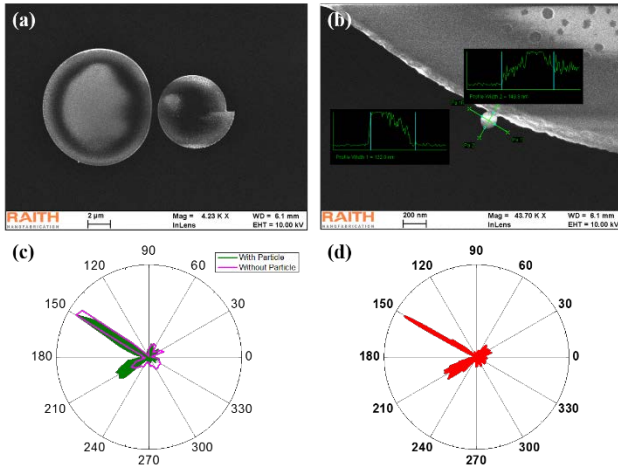 (a)
RAITH
NANOFABRICATION
2 µm
Mag = 4.23 K X
WD = 6.1 mm
InLens
EHT = 10.00 kV
(b)
RAITH
NANOFABRICATION
200 nm
Mag = 43.70 K X
WD = 6.1 mm
InLens
EHT = 10.00 kV
(c)
With Particle
Without Particle
90
120
60
150
30
180
0
210
330
240
300
270
(d)
90
120
60
150
30
180
0
210
330
240
300
270